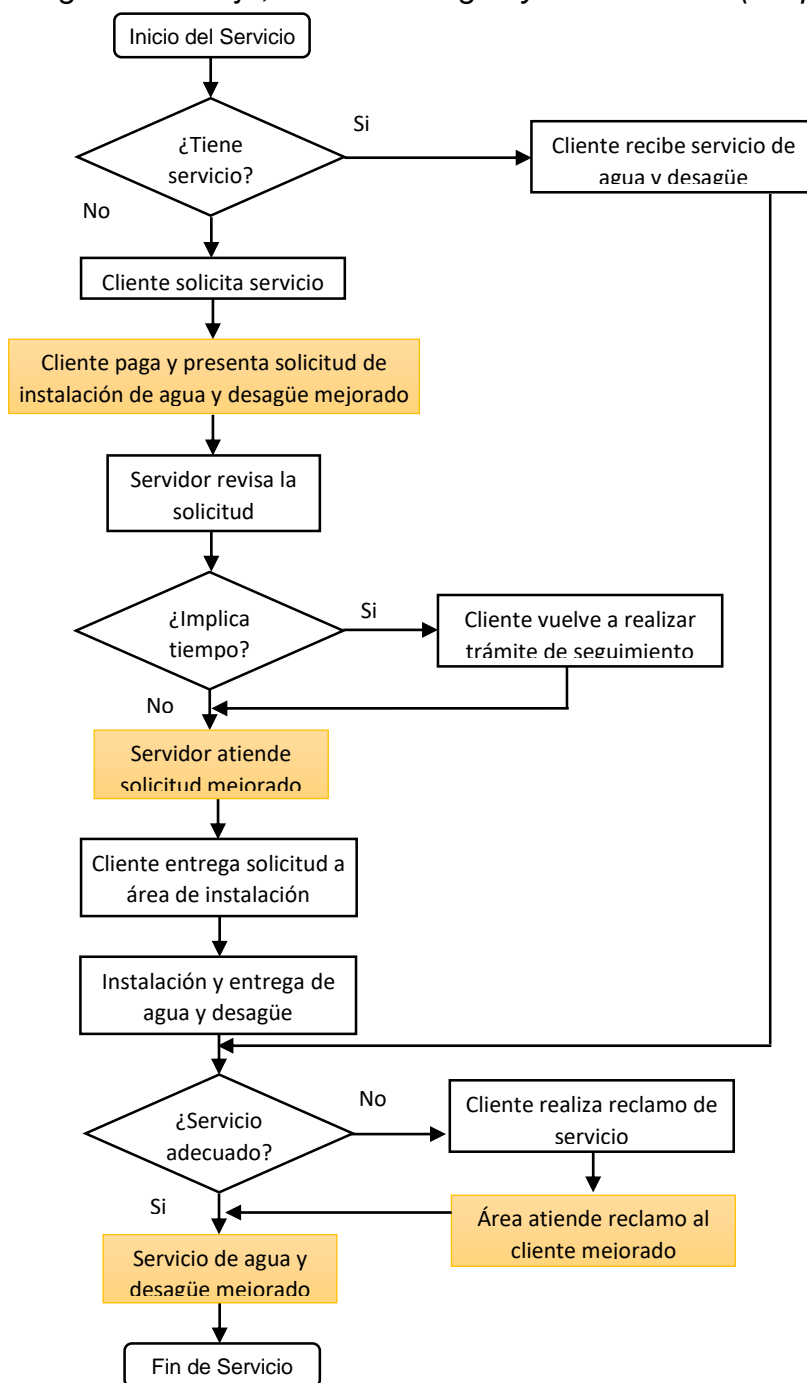 Inicio del Servicio
¿Tiene
servicio?
Si
Cliente recibe servicio de
agua y desagüe
No
Cliente solicita servicio
Cliente paga y presenta solicitud de
instalación de agua y desagüe mejorado
Servidor revisa la
solicitud
¿Implica
tiempo?
Si
Cliente vuelve a realizar
trámite de seguimiento
No
Servidor atiende
solicitud mejorado
Cliente entrega solicitud a
área de instalación
Instalación y entrega de
agua y desagüe
¿Servicio
adecuado?
No
Cliente realiza reclamo de
servicio
Si
Área atiende reclamo al
cliente mejorado
Servicio de agua y
desagüe mejorado
Fin de Servicio